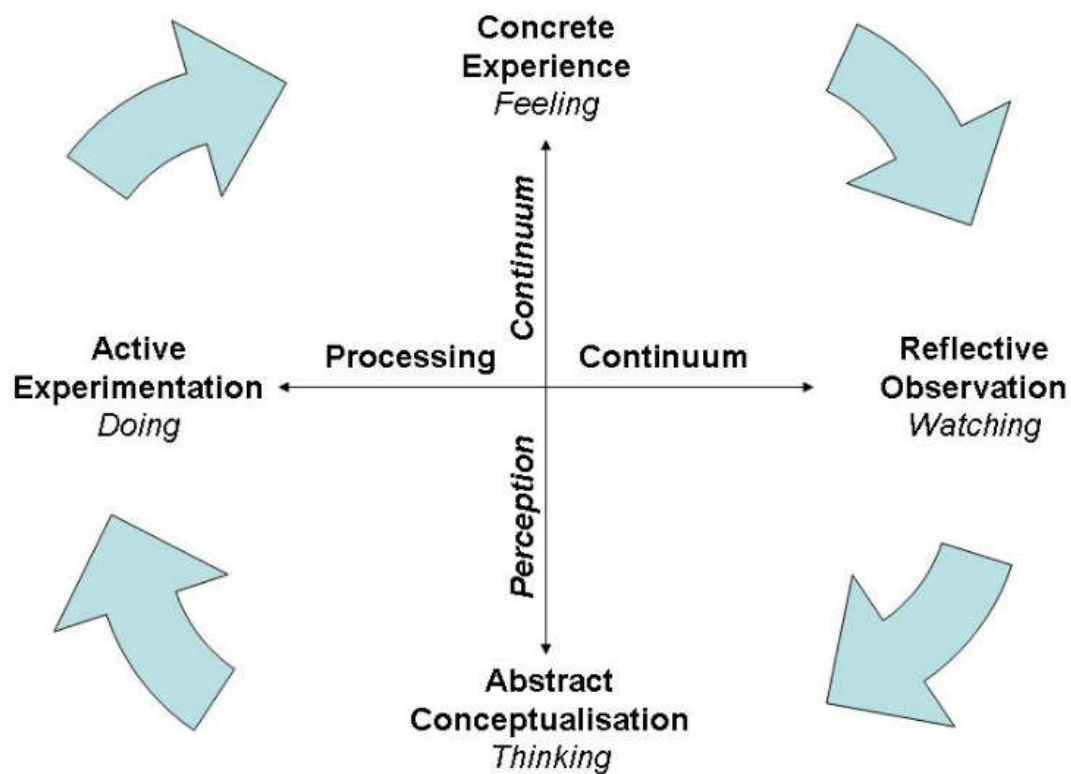 Concrete
Experience
Feeling
Continuum
Processing Continuum
Active
Experimentation
Doing
Reflective
Observation
Watching
Perception
Abstract
Conceptualisation
Thinking